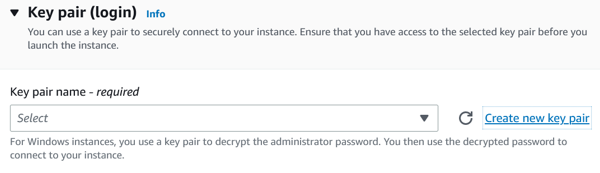 Key pair (login) Info
You can use a key pair to securely connect to your instance. Ensure that you have access to the selected key pair before you
launch the instance.
Key pair name - required
Select
Create new key pair
For Windows instances, you use a key pair to decrypt the administrator password. You then use the decrypted password to
connect to your instance.